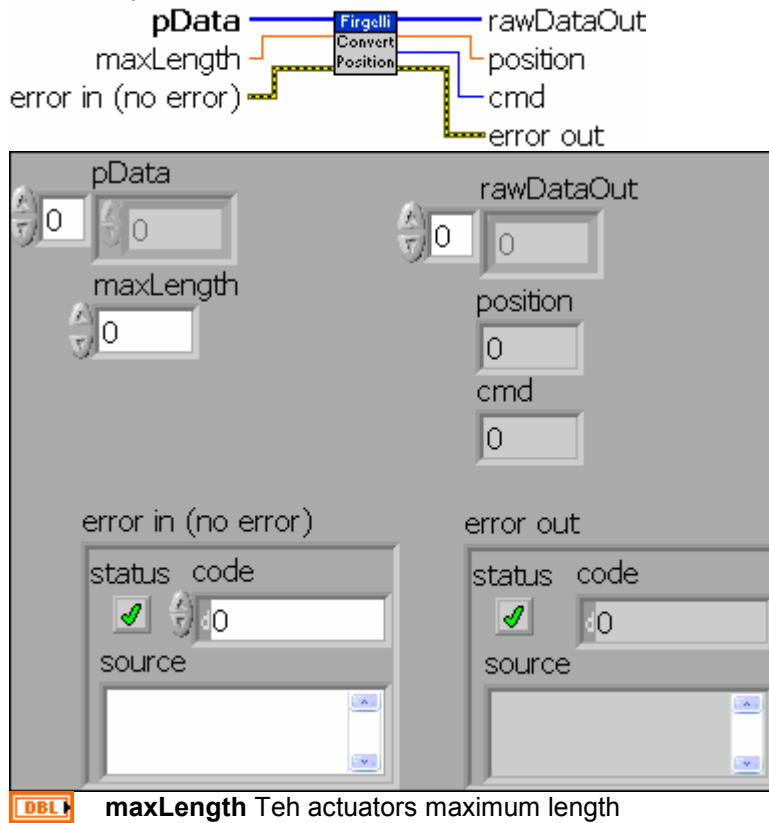 pData
Firgelli
Convert
Position
rawDataOut
maxLength
position
error in (no error)
cmd
error out
pData
0
0
rawDataOut
0
0
maxLength
0
position
0
cmd
0
error in (no error)
status code
d0
source
error out
status code
d0
source
DBL
maxLength Teh actuators maximum length